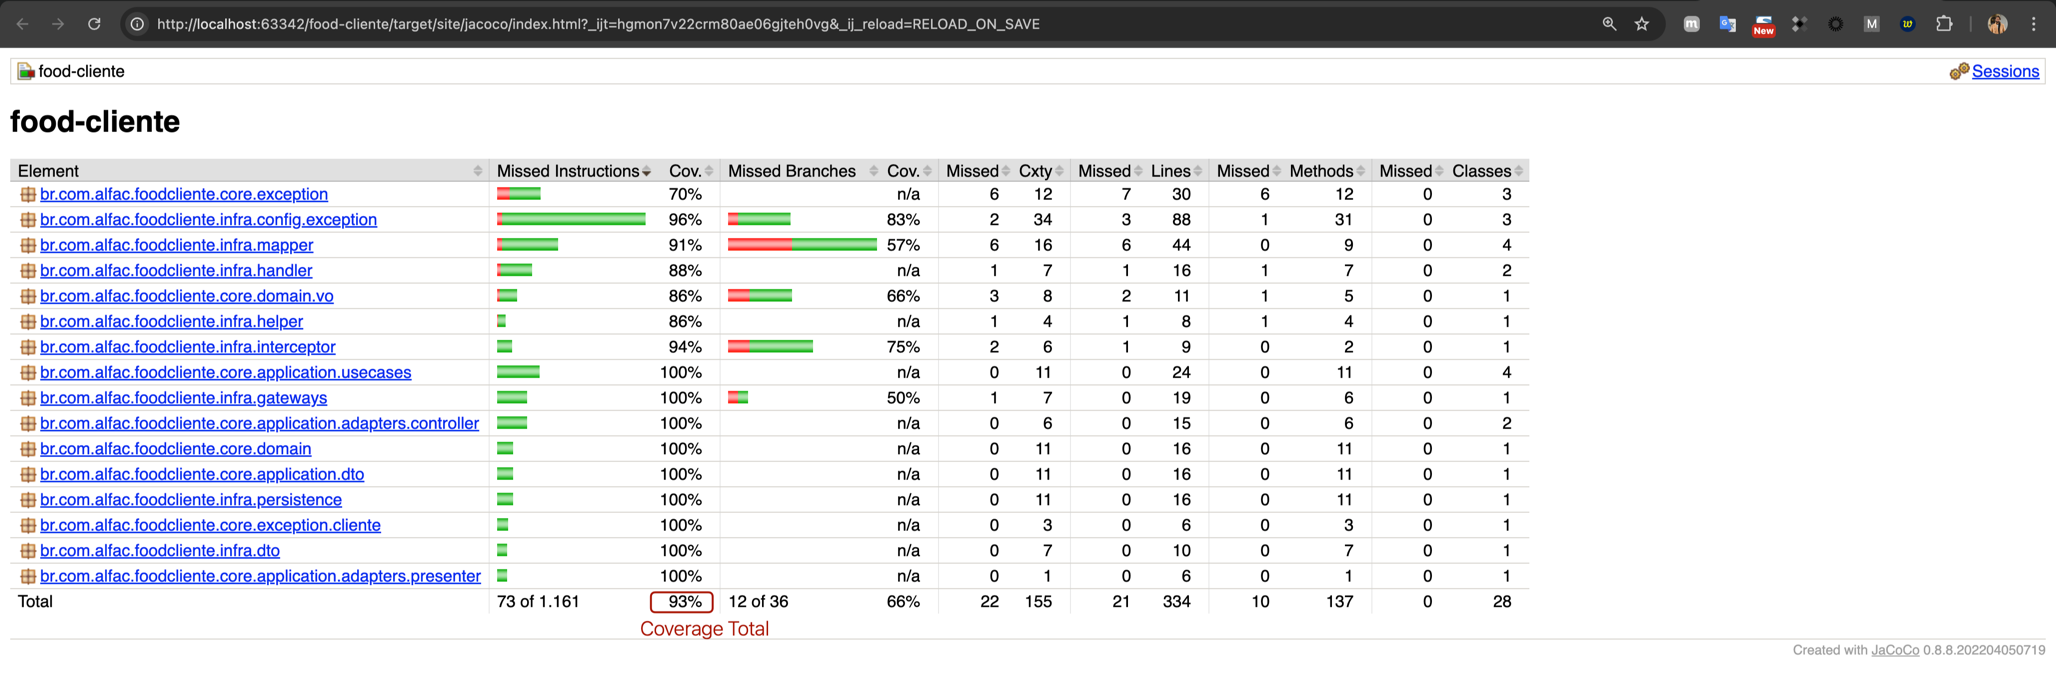 http://localhost:63342/food-cliente/target/site/jacoco/index.html?_ijt=hgmon7v22crm80ae06gjteh0vg&_ij_reload=RELOAD_ON_SAVE
m G New M w
food-cliente Sessions
food-cliente
Element Missed Instructions Cov. Missed Branches Cov. Missed Cxty Missed Lines Missed Methods Missed Classes
br.com.alfac.foodcliente.core.exception 70% n/a 6 12 7 30 6 12 0 3
br.com.alfac.foodcliente.infra.config.exception 96% 83% 2 34 3 88 1 31 0 3
br.com.alfac.foodcliente.infra.mapper 91% 57% 6 16 6 44 0 9 0 4
br.com.alfac.foodcliente.infra.handler 88% n/a 1 7 1 16 1 7 0 2
br.com.alfac.foodcliente.core.domain.vo 86% 66% 3 8 2 11 1 5 0 1
br.com.alfac.foodcliente.infra.helper 86% n/a 1 4 1 8 1 4 0 1
br.com.alfac.foodcliente.infra.interceptor 94% 75% 2 6 1 9 0 2 0 1
br.com.alfac.foodcliente.core.application.usecases 100% n/a 0 11 0 24 0 11 0 4
br.com.alfac.foodcliente.infra.gateways 100% 50% 1 7 0 19 0 6 0 1
br.com.alfac.foodcliente.core.application.adapters.controller 100% n/a 0 6 0 15 0 6 0 2
br.com.alfac.foodcliente.core.domain 100% n/a 0 11 0 16 0 11 0 1
br.com.alfac.foodcliente.core.application.dto 100% n/a 0 11 0 16 0 11 0 1
br.com.alfac.foodcliente.infra.persistence 100% n/a 0 11 0 16 0 11 0 1
br.com.alfac.foodcliente.core.exception.cliente 100% n/a 0 3 0 6 0 3 0 1
br.com.alfac.foodcliente.infra.dto 100% n/a 0 7 0 10 0 7 0 1
br.com.alfac.foodcliente.core.application.adapters.presenter 100% n/a 0 1 0 6 0 1 0 1
Total 73 of 1.161 93% 12 of 36 66% 22 155 21 334 10 137 0 28
Coverage Total
Created with JaCoCo 0.8.8.202204050719